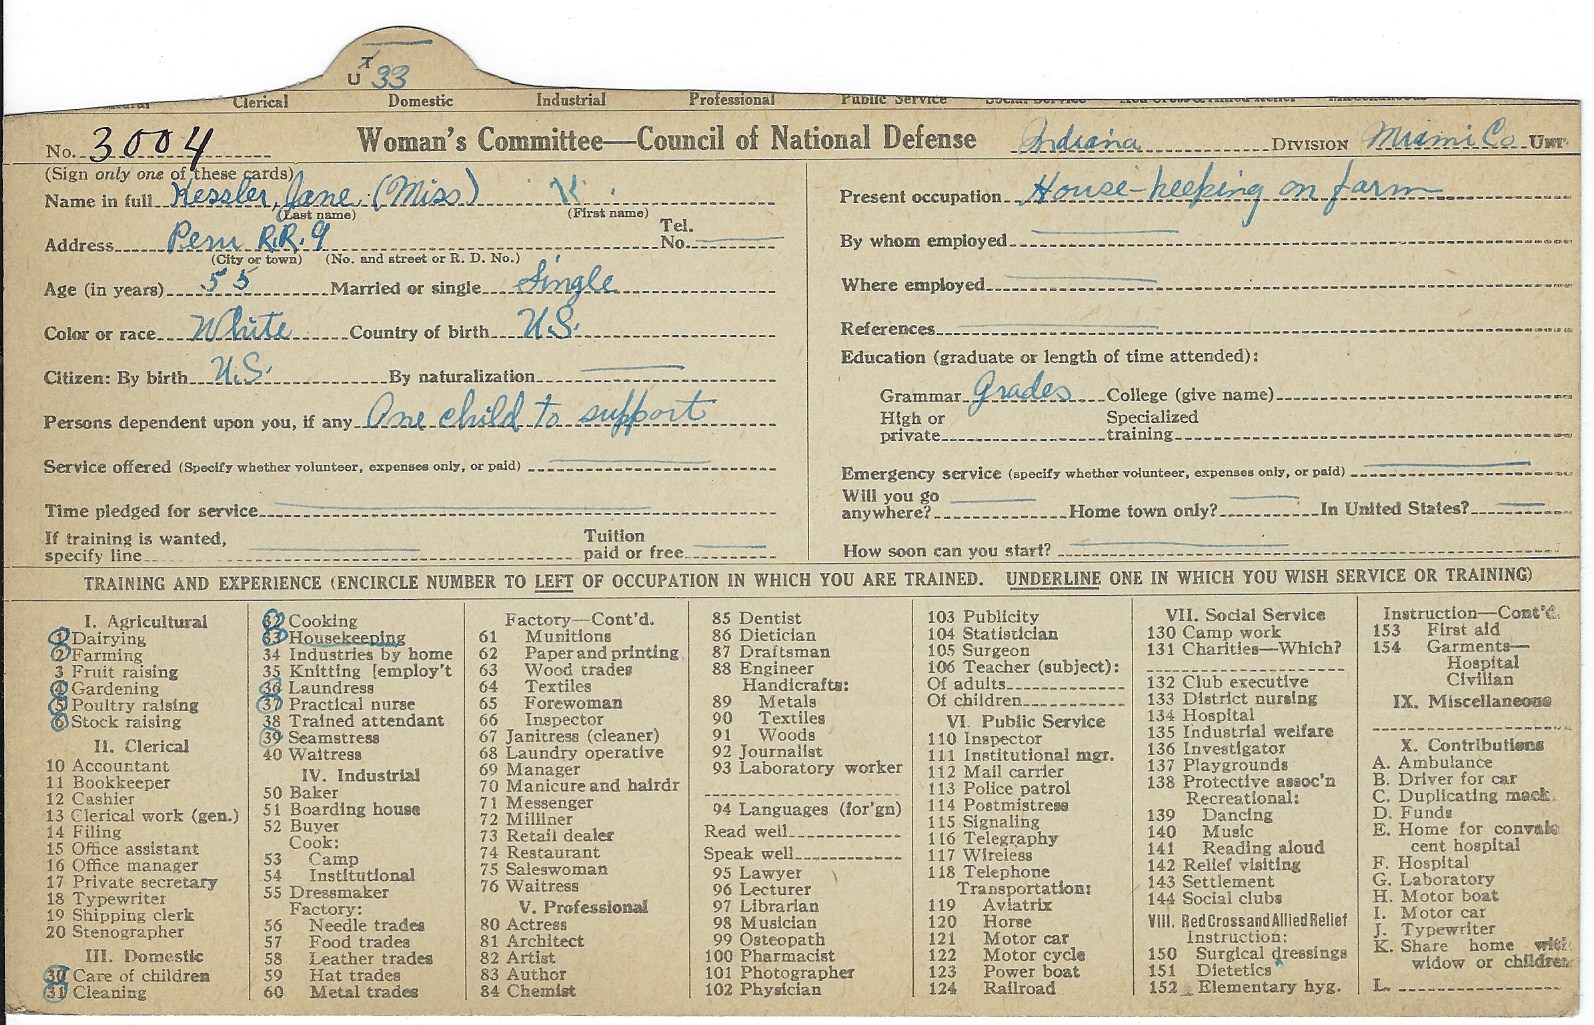 T
U 33
Clerical Domestic Industrial Professional Public Service Social Service
No. 3004 Woman's Committee—Council of National Defense Indiana DIVISION Miami Co. UNIT
(Sign only one of these cards)
Name in full Kessler, Jane (Miss) K
(Last name) (First name)
Address Peru R.R. 9 Tel. No.
(City or town) (No. and street or R. D. No.)
Age (in years) 55 Married or single Single
Color or race White Country of birth U.S.
Citizen: By birth U.S. By naturalization
Persons dependent upon you, if any One child to support
Service offered (Specify whether volunteer, expenses only, or paid)
Time pledged for service
If training is wanted, specify line Tuition paid or free
Present occupation House-keeping on farm
By whom employed
Where employed
References
Education (graduate or length of time attended):
Grammar Grades College (give name)
High or private Specialized training
Emergency service (specify whether volunteer, expenses only, or paid)
Will you go anywhere? Home town only? In United States?
How soon can you start?
TRAINING AND EXPERIENCE (ENCIRCLE NUMBER TO LEFT OF OCCUPATION IN WHICH YOU ARE TRAINED. UNDERLINE ONE IN WHICH YOU WISH SERVICE OR TRAINING)
I. Agricultural
1 Dairying
2 Farming
3 Fruit raising
4 Gardening
5 Poultry raising
6 Stock raising
II. Clerical
10 Accountant
11 Bookkeeper
12 Cashier
13 Clerical work (gen.)
14 Filing
15 Office assistant
16 Office manager
17 Private secretary
18 Typewriter
19 Shipping clerk
20 Stenographer
III. Domestic
30 Care of children
31 Cleaning
32 Cooking
33 Housekeeping
34 Industries by home
35 Knitting [employ't
36 Laundress
37 Practical nurse
38 Trained attendant
39 Seamstress
40 Waitress
IV. Industrial
50 Baker
51 Boarding house
52 Buyer
Cook:
53 Camp
54 Institutional
55 Dressmaker
Factory:
56 Needle trades
57 Food trades
58 Leather trades
59 Hat trades
60 Metal trades
Factory—Cont'd.
61 Munitions
62 Paper and printing
63 Wood trades
64 Textiles
65 Forewoman
66 Inspector
67 Janitress (cleaner)
68 Laundry operative
69 Manager
70 Manicure and hairdr
71 Messenger
72 Milliner
73 Retail dealer
74 Restaurant
75 Saleswoman
76 Waitress
V. Professional
80 Actress
81 Architect
82 Artist
83 Author
84 Chemist
85 Dentist
86 Dietician
87 Draftsman
88 Engineer
Handicrafts:
89 Metals
90 Textiles
91 Woods
92 Journalist
93 Laboratory worker
94 Languages (for'gn)
Read well
Speak well
95 Lawyer
96 Lecturer
97 Librarian
98 Musician
99 Osteopath
100 Pharmacist
101 Photographer
102 Physician
103 Publicity
104 Statistician
105 Surgeon
106 Teacher (subject):
Of adults
Of children
VI. Public Service
110 Inspector
111 Institutional mgr.
112 Mail carrier
113 Police patrol
114 Postmistress
115 Signaling
116 Telegraphy
117 Wireless
118 Telephone
Transportation:
119 Aviatrix
120 Horse
121 Motor car
122 Motor cycle
123 Power boat
124 Railroad
VII. Social Service
130 Camp work
131 Charities—Which?
132 Club executive
133 District nursing
134 Hospital
135 Industrial welfare
136 Investigator
137 Playgrounds
138 Protective assoc'n
Recreational:
139 Dancing
140 Music
141 Reading aloud
142 Relief visiting
143 Settlement
144 Social clubs
VIII. Red Cross and Allied Relief
Instruction:
150 Surgical dressings
151 Dietetics
152 Elementary hyg.
Instruction—Cont'd.
153 First aid
154 Garments—
Hospital
Civilian
IX. Miscellaneous
X. Contributions
A. Ambulance
B. Driver for car
C. Duplicating mach.
D. Funds
E. Home for convales
cent hospital
F. Hospital
G. Laboratory
H. Motor boat
I. Motor car
J. Typewriter
K. Share home with
widow or children
L.